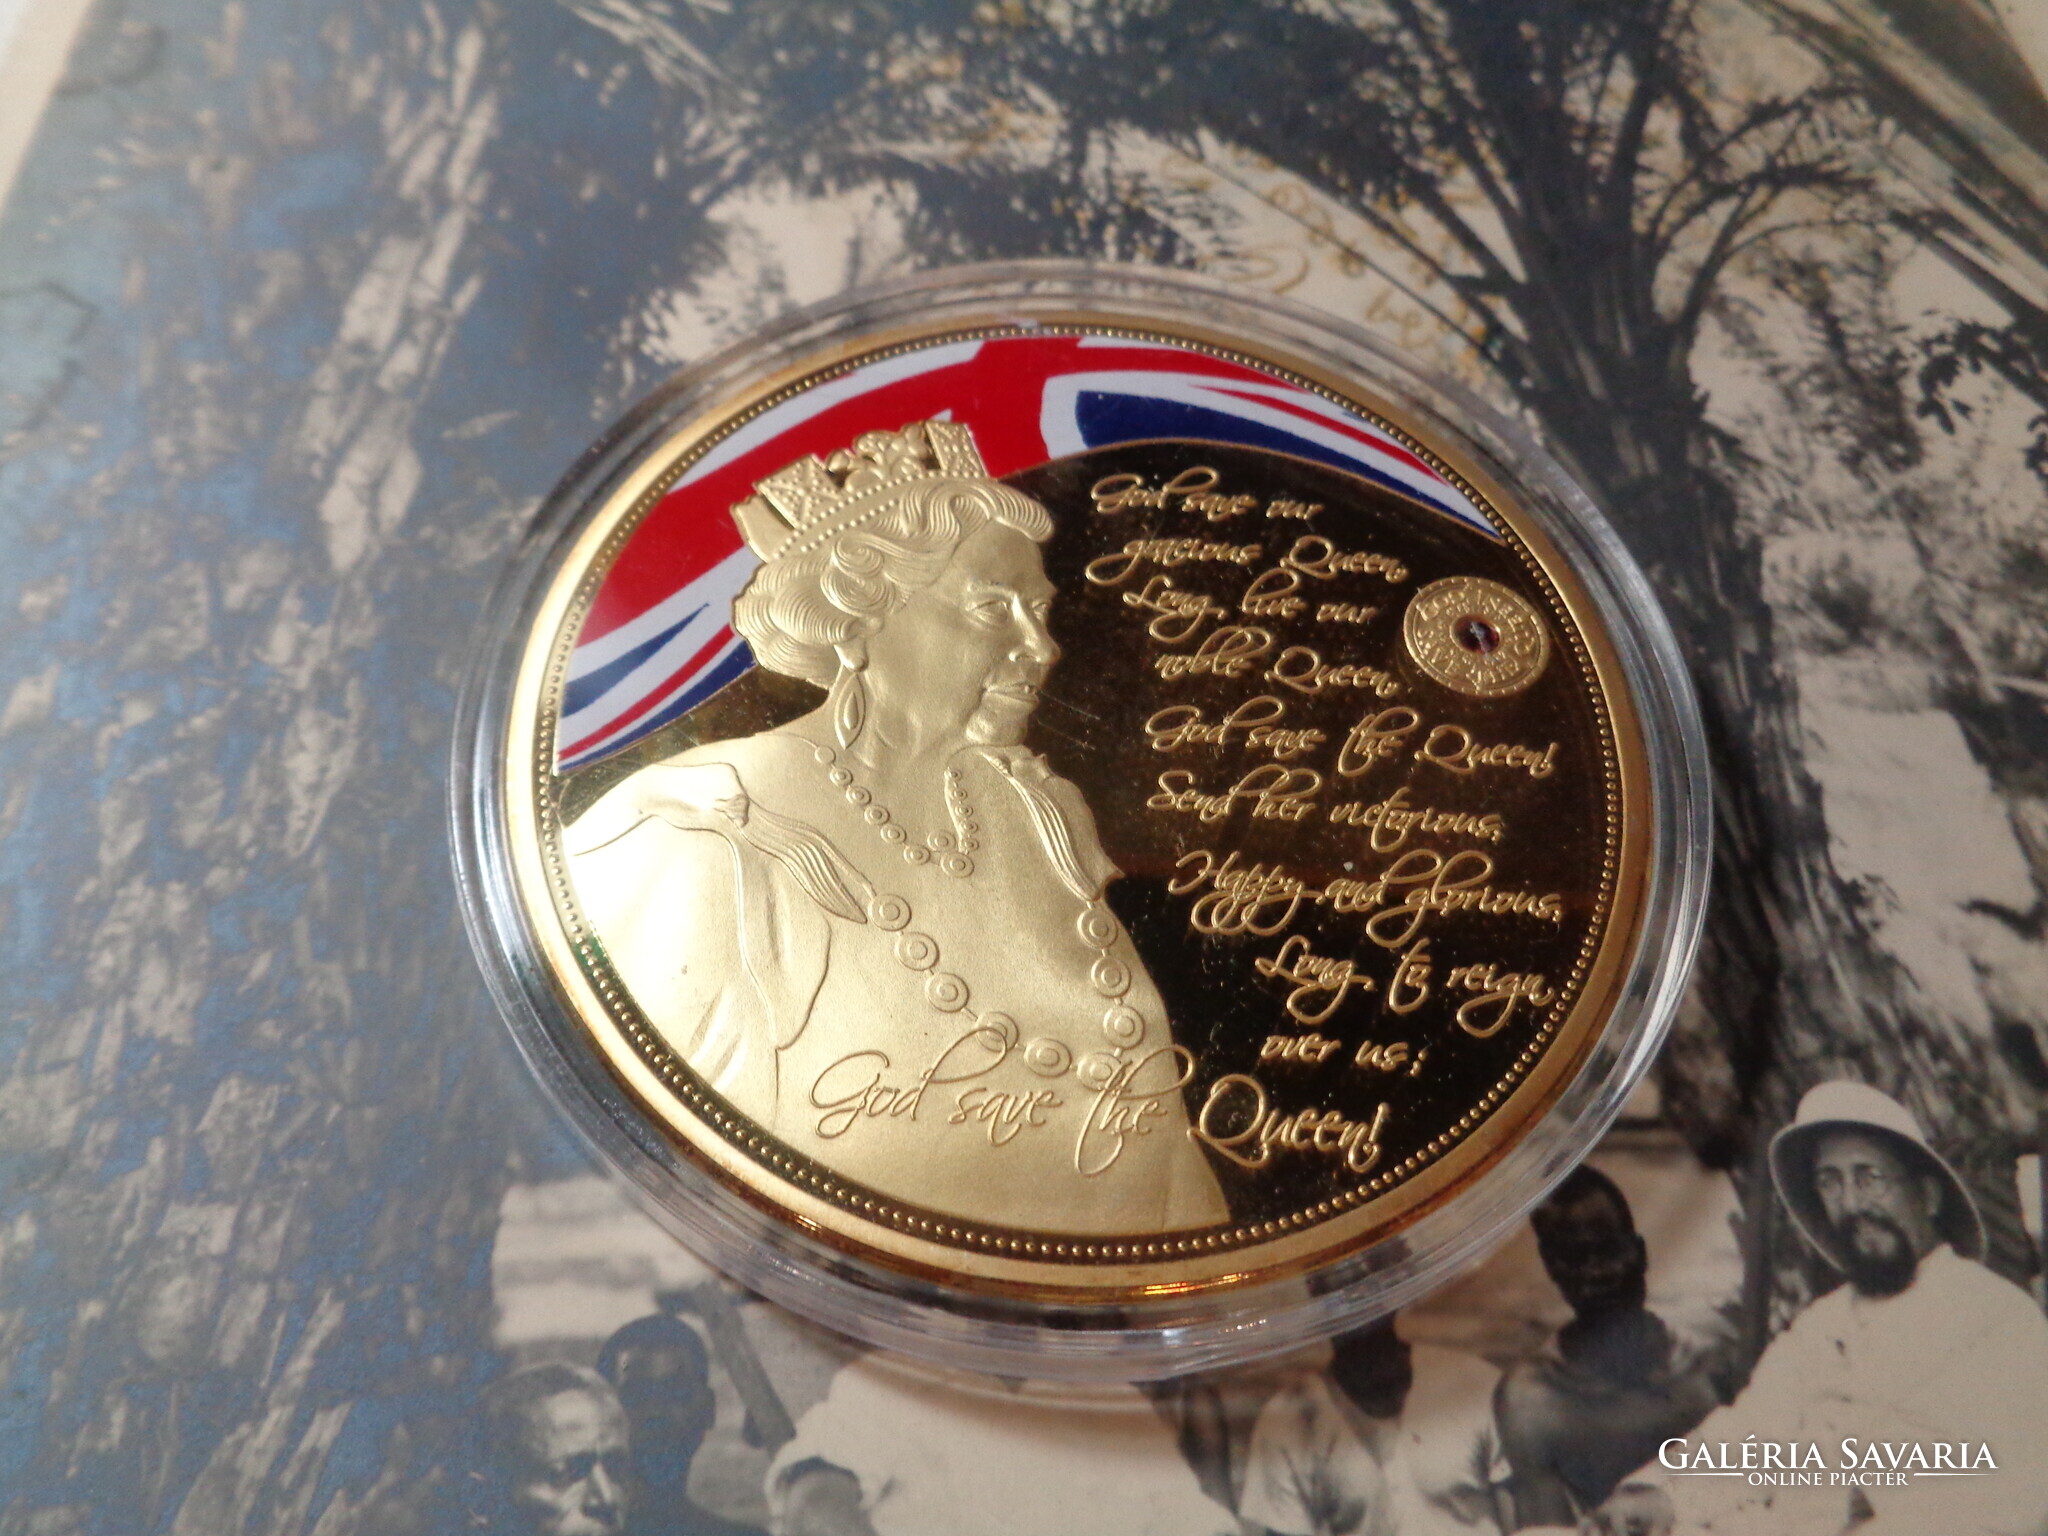 God save our
gracious Queen,
Long live our
noble Queen,
God save the Queen!
Send her victorious,
Happy and glorious,
Long to reign
over us;
God save the Queen!
GALÉRIA SAVARIA
ONLINE PIACTÉR